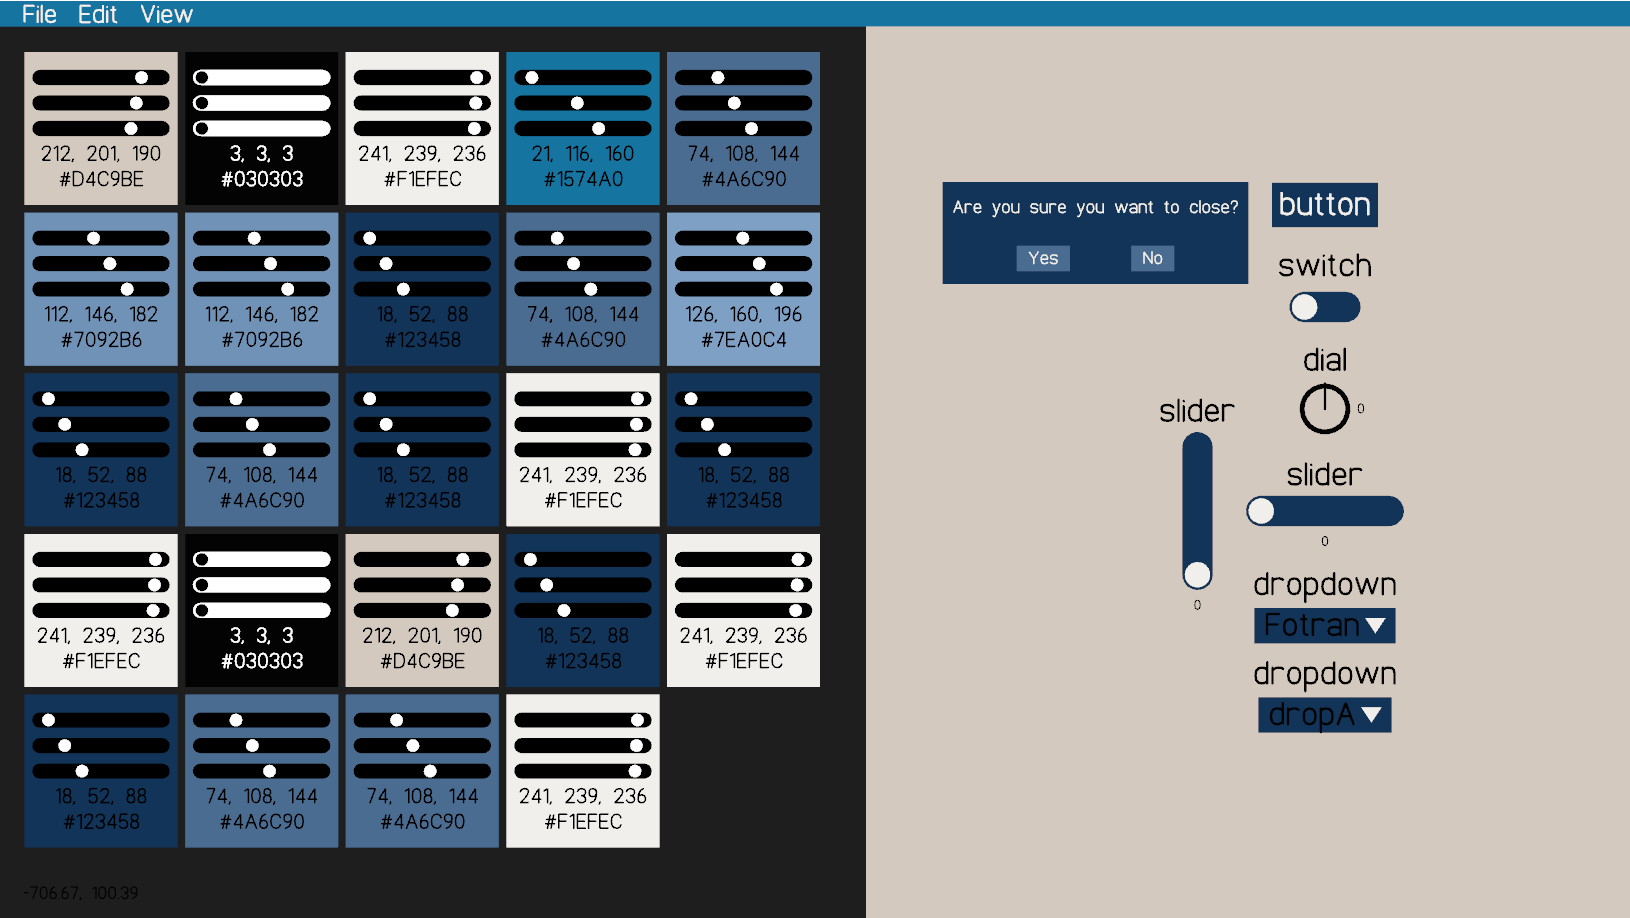 File Edit View
212, 201, 190
#D4C9BE
3, 3, 3
#030303
241, 239, 236
#F1EFEC
21, 116, 160
#1574A0
74, 108, 144
#4A6C90
112, 146, 182
#7092B6
112, 146, 182
#7092B6
18, 52, 88
#123458
74, 108, 144
#4A6C90
126, 160, 196
#7EA0C4
18, 52, 88
#123458
74, 108, 144
#4A6C90
18, 52, 88
#123458
241, 239, 236
#F1EFEC
18, 52, 88
#123458
241, 239, 236
#F1EFEC
3, 3, 3
#030303
212, 201, 190
#D4C9BE
18, 52, 88
#123458
241, 239, 236
#F1EFEC
18, 52, 88
#123458
74, 108, 144
#4A6C90
74, 108, 144
#4A6C90
241, 239, 236
#F1EFEC
-706.67, 100.39
Are you sure you want to close?
Yes No
button
switch
dial
0
slider
0
slider
0
dropdown
Fotran
dropdown
dropA